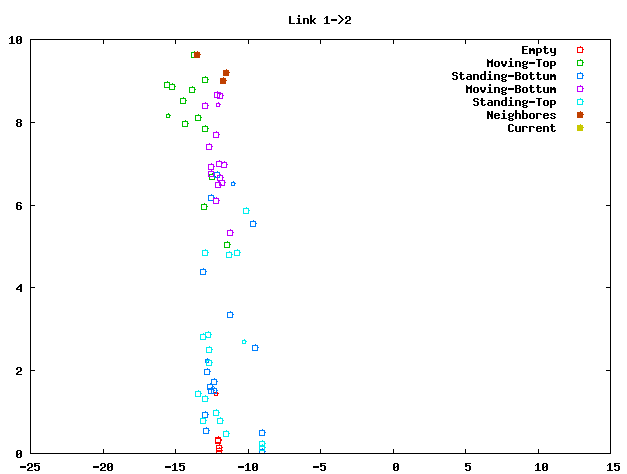 Link 1->2
10
8
6
4
2
0
Empty
Moving-Top
Standing-Bottum
Moving-Bottum
Standing-Top
Neighbores
Current
-25 -20 -15 -10 -5 0 5 10 15